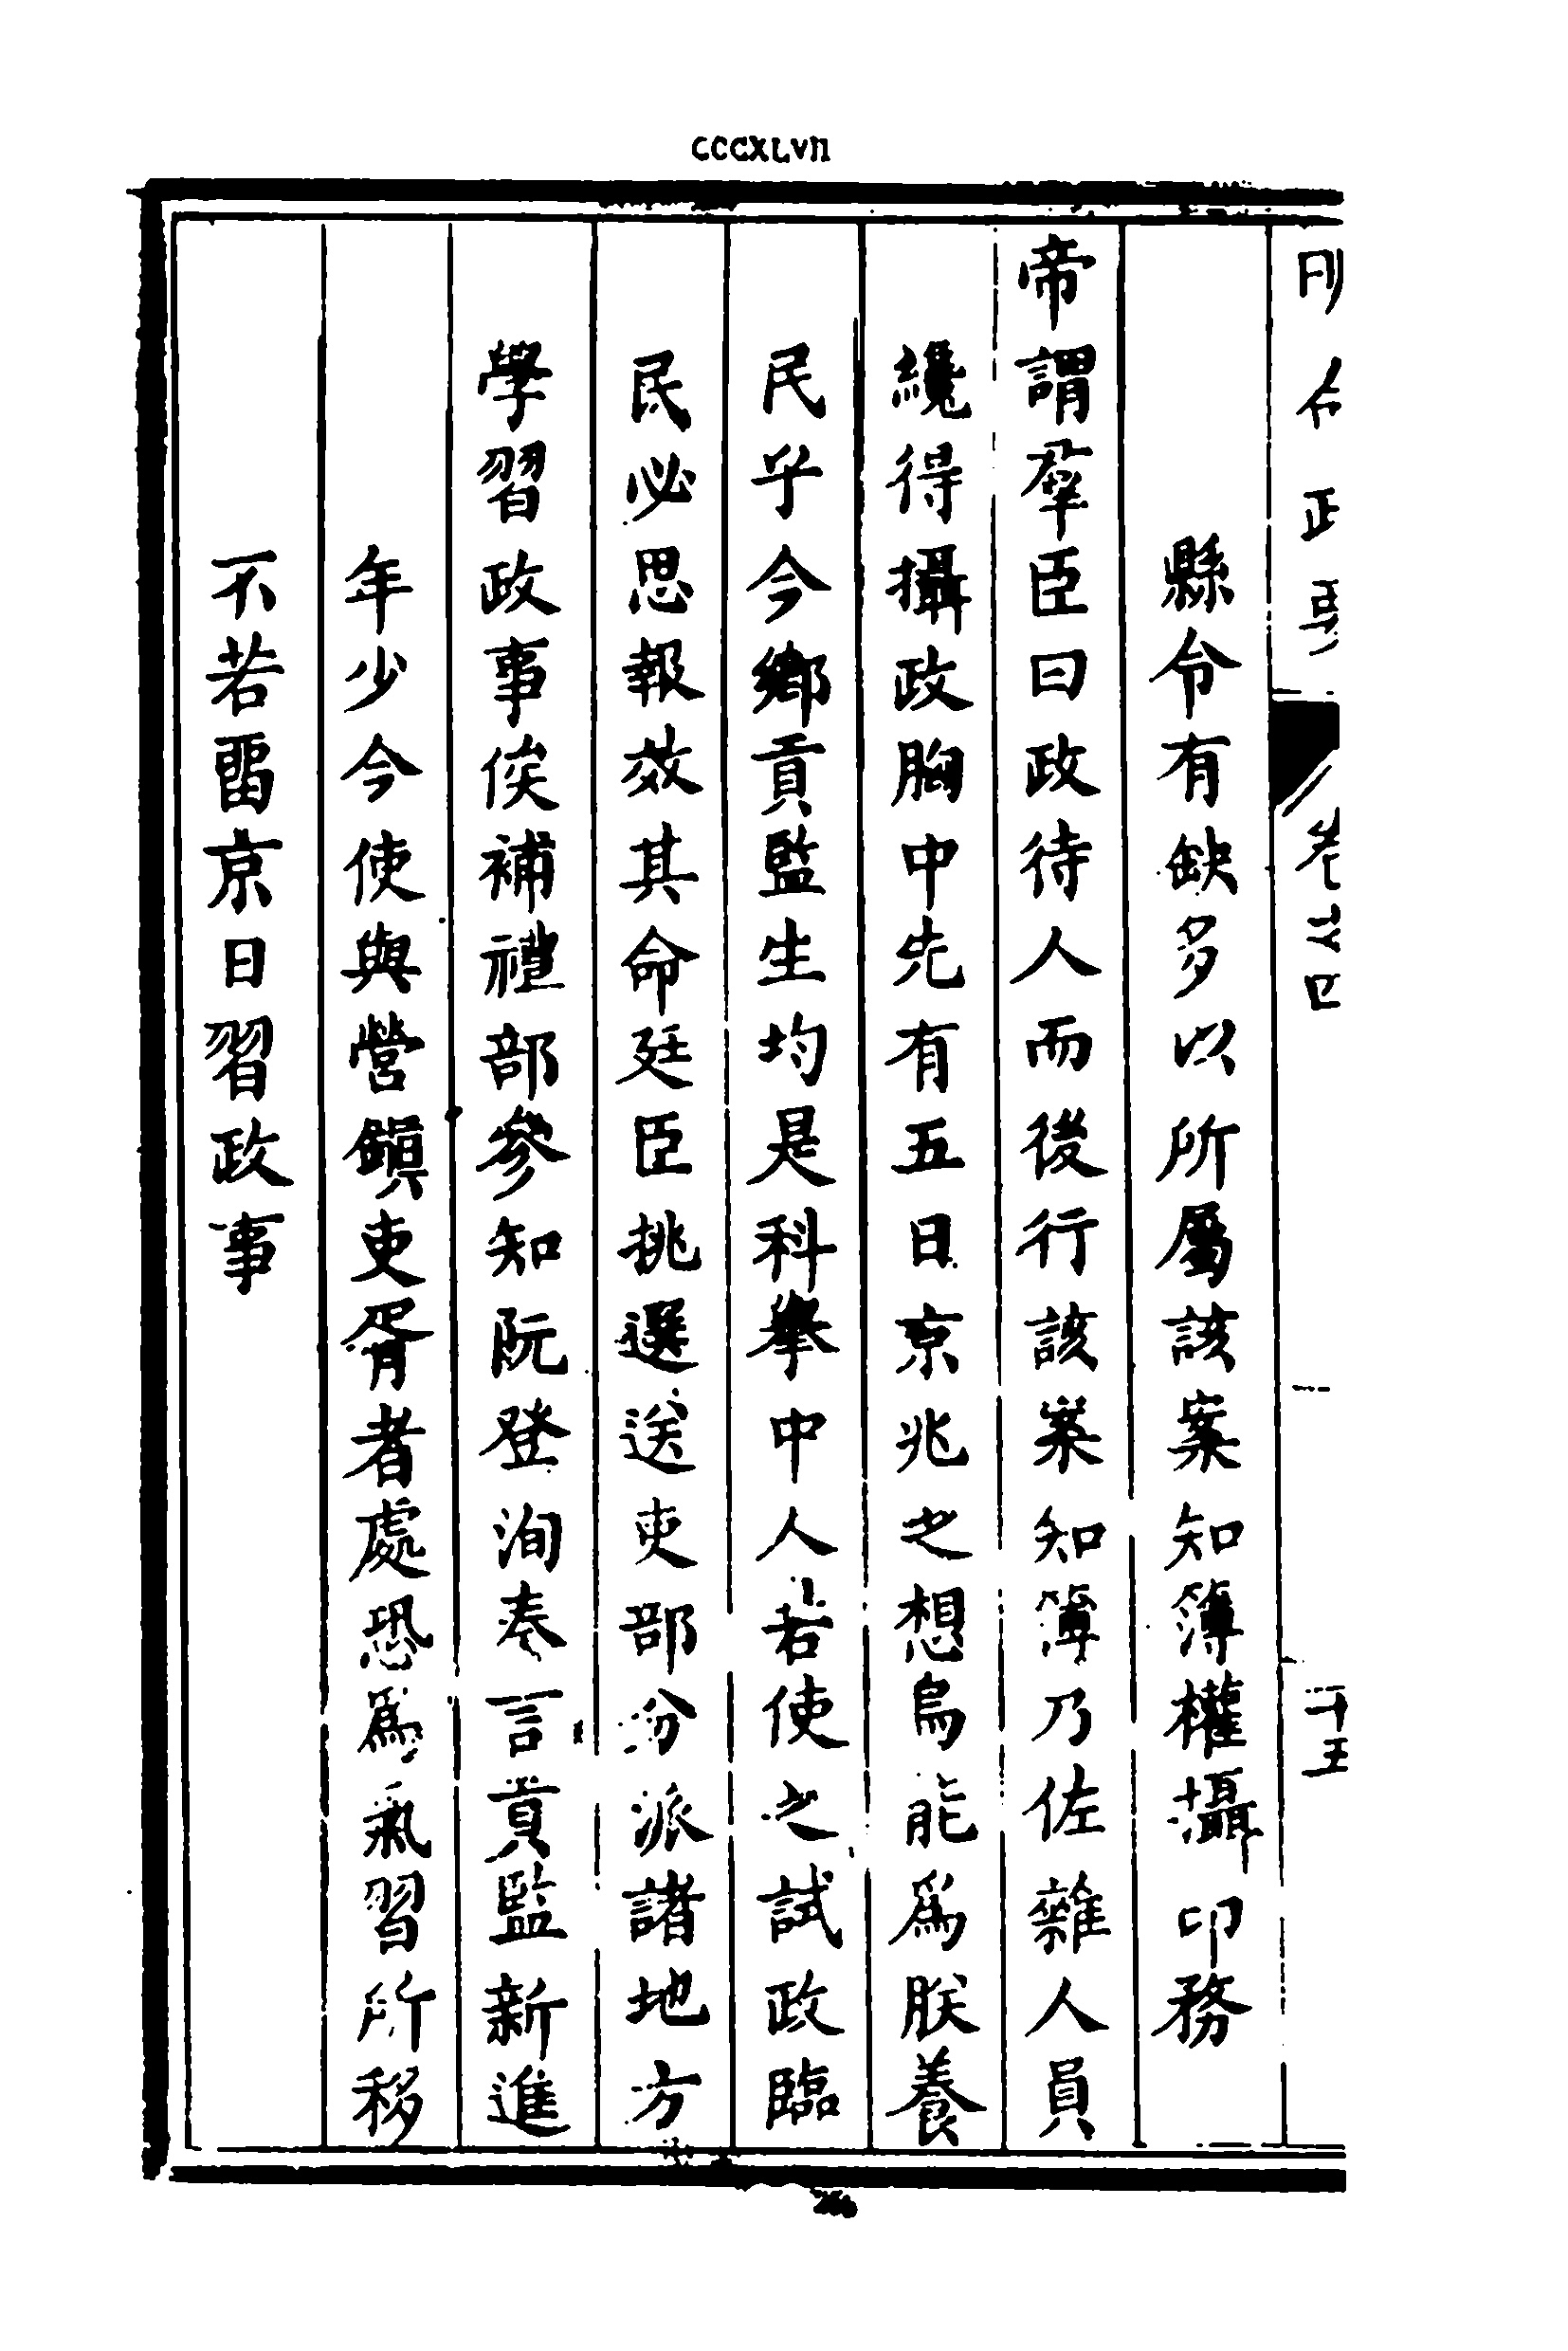 CCCXLVII
縣令有缺多以所屬該案知簿權攝印務
帝謂羣臣曰政待人而後行該案知簿乃佐雜人員
纔得攝政胸中先有五日京兆之想烏能爲朕養
民乎今鄉貢監生均是科擧中人若使之試政臨
民必思報效其命廷臣挑選送吏部分派諸地方
學習政事俟補禮部參知阮登洵奏言貢監新進
年少今使與營鎭吏胥者處恐爲氣習所移
不若畱京日習政事